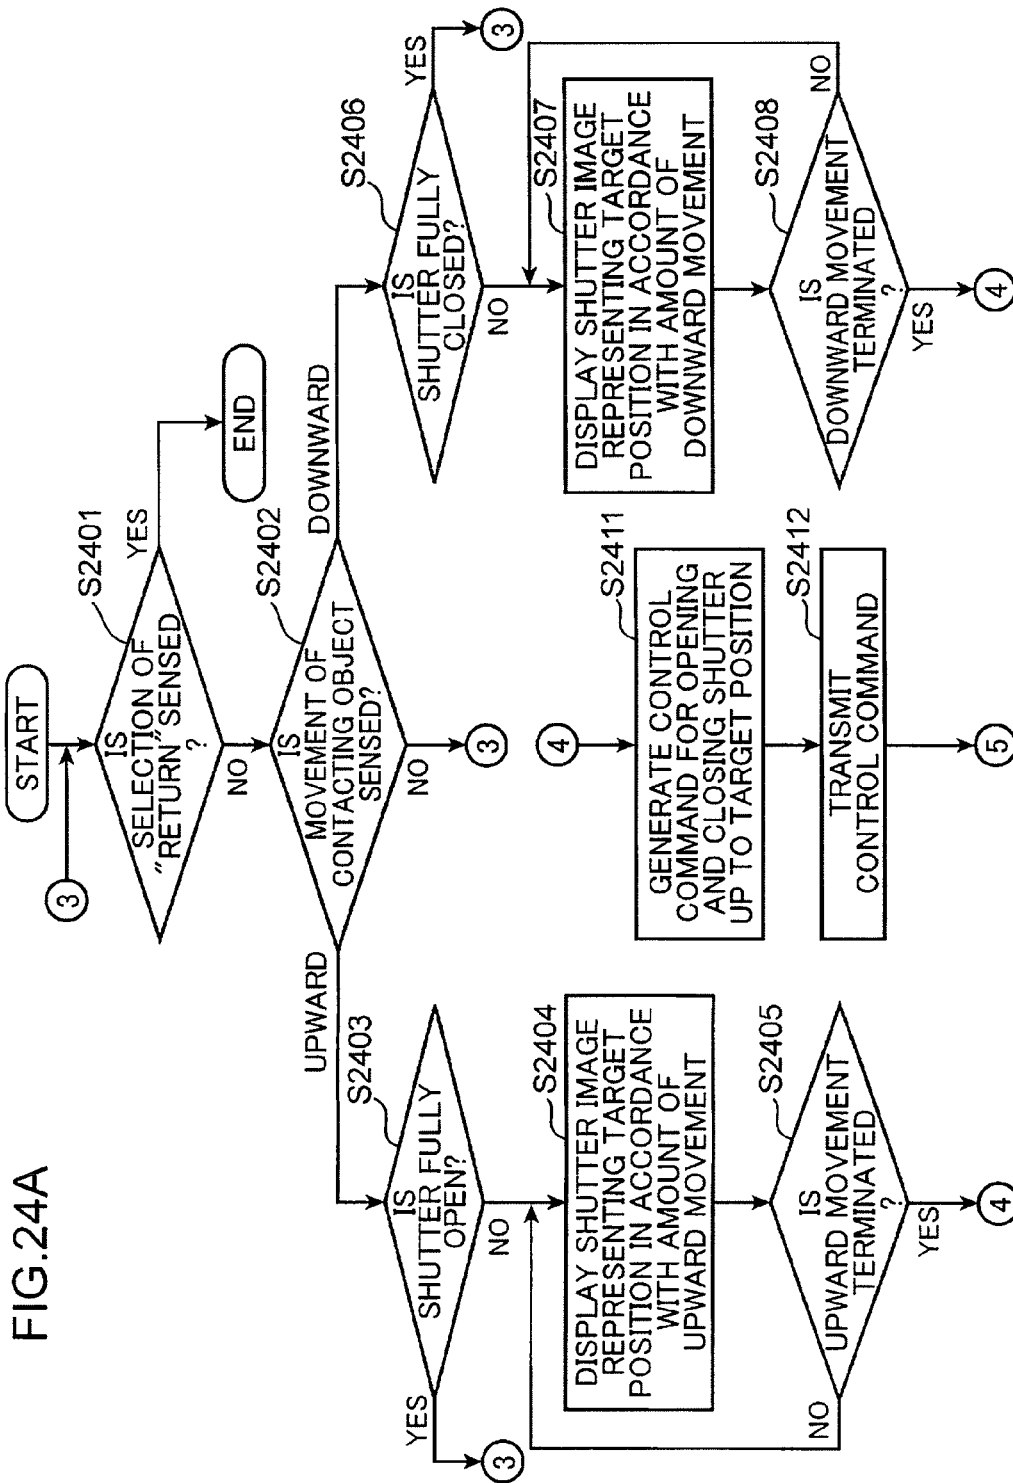 FIG.24A
START
3
S2401
IS
SELECTION OF
"RETURN" SENSED
?
YES
END
NO
S2402
IS
MOVEMENT OF
CONTACTING OBJECT
SENSED?
UPWARD
DOWNWARD
NO
3
S2403
IS
SHUTTER FULLY
OPEN?
YES
3
NO
S2404
DISPLAY SHUTTER IMAGE
REPRESENTING TARGET
POSITION IN ACCORDANCE
WITH AMOUNT OF
UPWARD MOVEMENT
S2405
IS
UPWARD MOVEMENT
TERMINATED
?
NO
YES
4
4
S2411
GENERATE CONTROL
COMMAND FOR OPENING
AND CLOSING SHUTTER
UP TO TARGET POSITION
S2412
TRANSMIT
CONTROL COMMAND
5
S2406
IS
SHUTTER FULLY
CLOSED?
YES
3
NO
S2407
DISPLAY SHUTTER IMAGE
REPRESENTING TARGET
POSITION IN ACCORDANCE
WITH AMOUNT OF
DOWNWARD MOVEMENT
S2408
IS
DOWNWARD MOVEMENT
TERMINATED
?
NO
YES
4